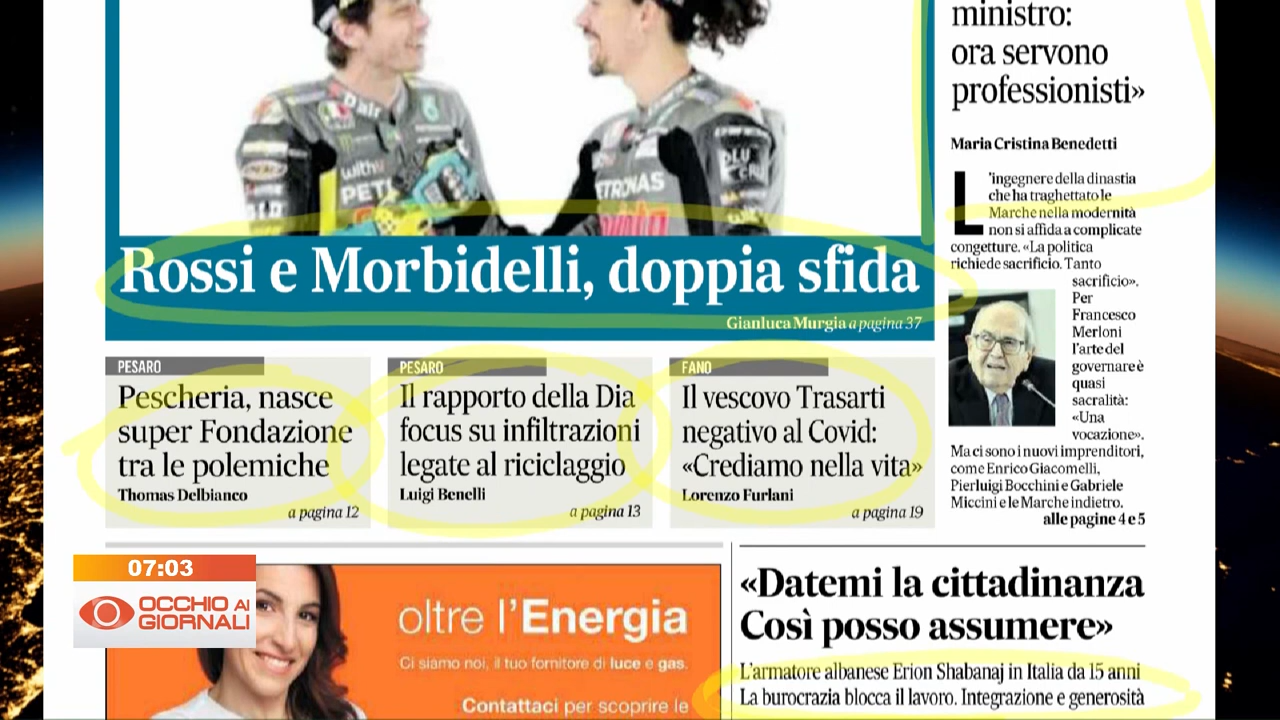 ministro:
ora servono
professionisti»
Maria Cristina Benedetti
L'ingegnere della dinastia
che ha traghettato le
Marche nella modernità
non si affida a complicate
congetture. «La politica
richiede sacrificio. Tanto
sacrificio».
Per
Francesco
Merloni
l'arte del
governare è
quasi
sacralità:
«Una
vocazione».
Ma ci sono i nuovi imprenditori,
come Enrico Giacomelli,
Pierluigi Bocchini e Gabriele
Miccini e le Marche indietro.
alle pagine 4 e 5
D air
with
PETRONAS
Rossi e Morbidelli, doppia sfida
Gianluca Murgia a pagina 37
PESARO
Pescheria, nasce
super Fondazione
tra le polemiche
Thomas Delbianco
a pagina 12
PESARO
Il rapporto della Dia
focus su infiltrazioni
legate al riciclaggio
Luigi Benelli
a pagina 13
FANO
Il vescovo Trasarti
negativo al Covid:
«Crediamo nella vita»
Lorenzo Furlani
a pagina 19
07:03
OCCHIO AI
GIORNALI
oltre l'Energia
Ci siamo noi, il tuo fornitore di luce e gas.
Contattaci per scoprire le
«Datemi la cittadinanza
Così posso assumere»
L'armatore albanese Erion Shabanaj in Italia da 15 anni
La burocrazia blocca il lavoro. Integrazione e generosità